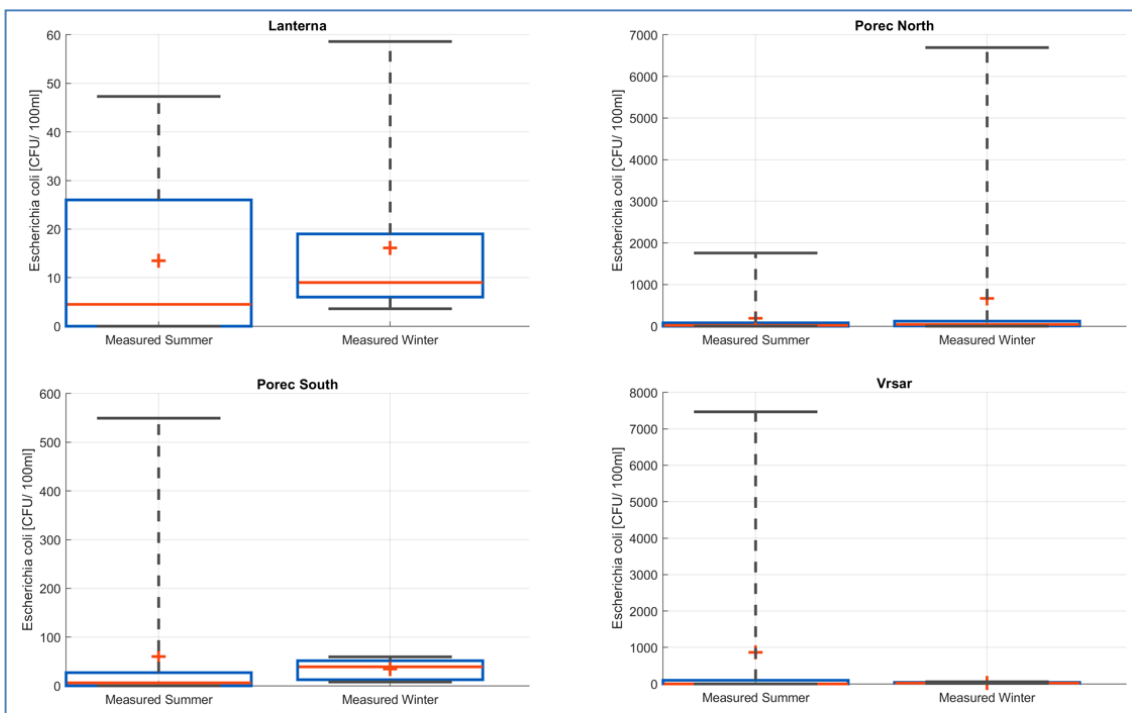 Lanterna
Escherichia coli [CFU/ 100ml]
60
50
40
30
20
10
0
Measured Summer Measured Winter
Porec North
Escherichia coli [CFU/ 100ml]
7000
6000
5000
4000
3000
2000
1000
0
Measured Summer Measured Winter
Porec South
Escherichia coli [CFU/ 100ml]
600
500
400
300
200
100
0
Measured Summer Measured Winter
Vrsar
Escherichia coli [CFU/ 100ml]
8000
7000
6000
5000
4000
3000
2000
1000
0
Measured Summer Measured Winter